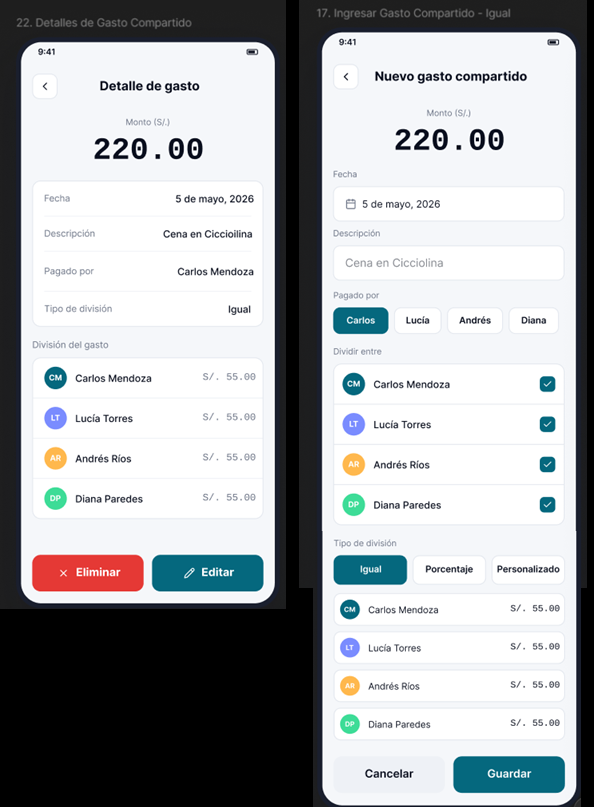 22. Detalles de Gasto Compartido
9:41
Detalle de gasto
Monto (S/.)
220.00
Fecha 5 de mayo, 2026
Descripción Cena en Ciccioilina
Pagado por Carlos Mendoza
Tipo de división Igual
División del gasto
CM Carlos Mendoza S/. 55.00
LT Lucía Torres S/. 55.00
AR Andrés Ríos S/. 55.00
DP Diana Paredes S/. 55.00
Eliminar Editar
17. Ingresar Gasto Compartido - Igual
9:41
Nuevo gasto compartido
Monto (S/.)
220.00
Fecha
5 de mayo, 2026
Descripción
Cena en Cicciolina
Pagado por
Carlos Lucía Andrés Diana
Dividir entre
CM Carlos Mendoza
LT Lucía Torres
AR Andrés Ríos
DP Diana Paredes
Tipo de división
Igual Porcentaje Personalizado
CM Carlos Mendoza S/. 55.00
LT Lucía Torres S/. 55.00
AR Andrés Ríos S/. 55.00
DP Diana Paredes S/. 55.00
Cancelar Guardar